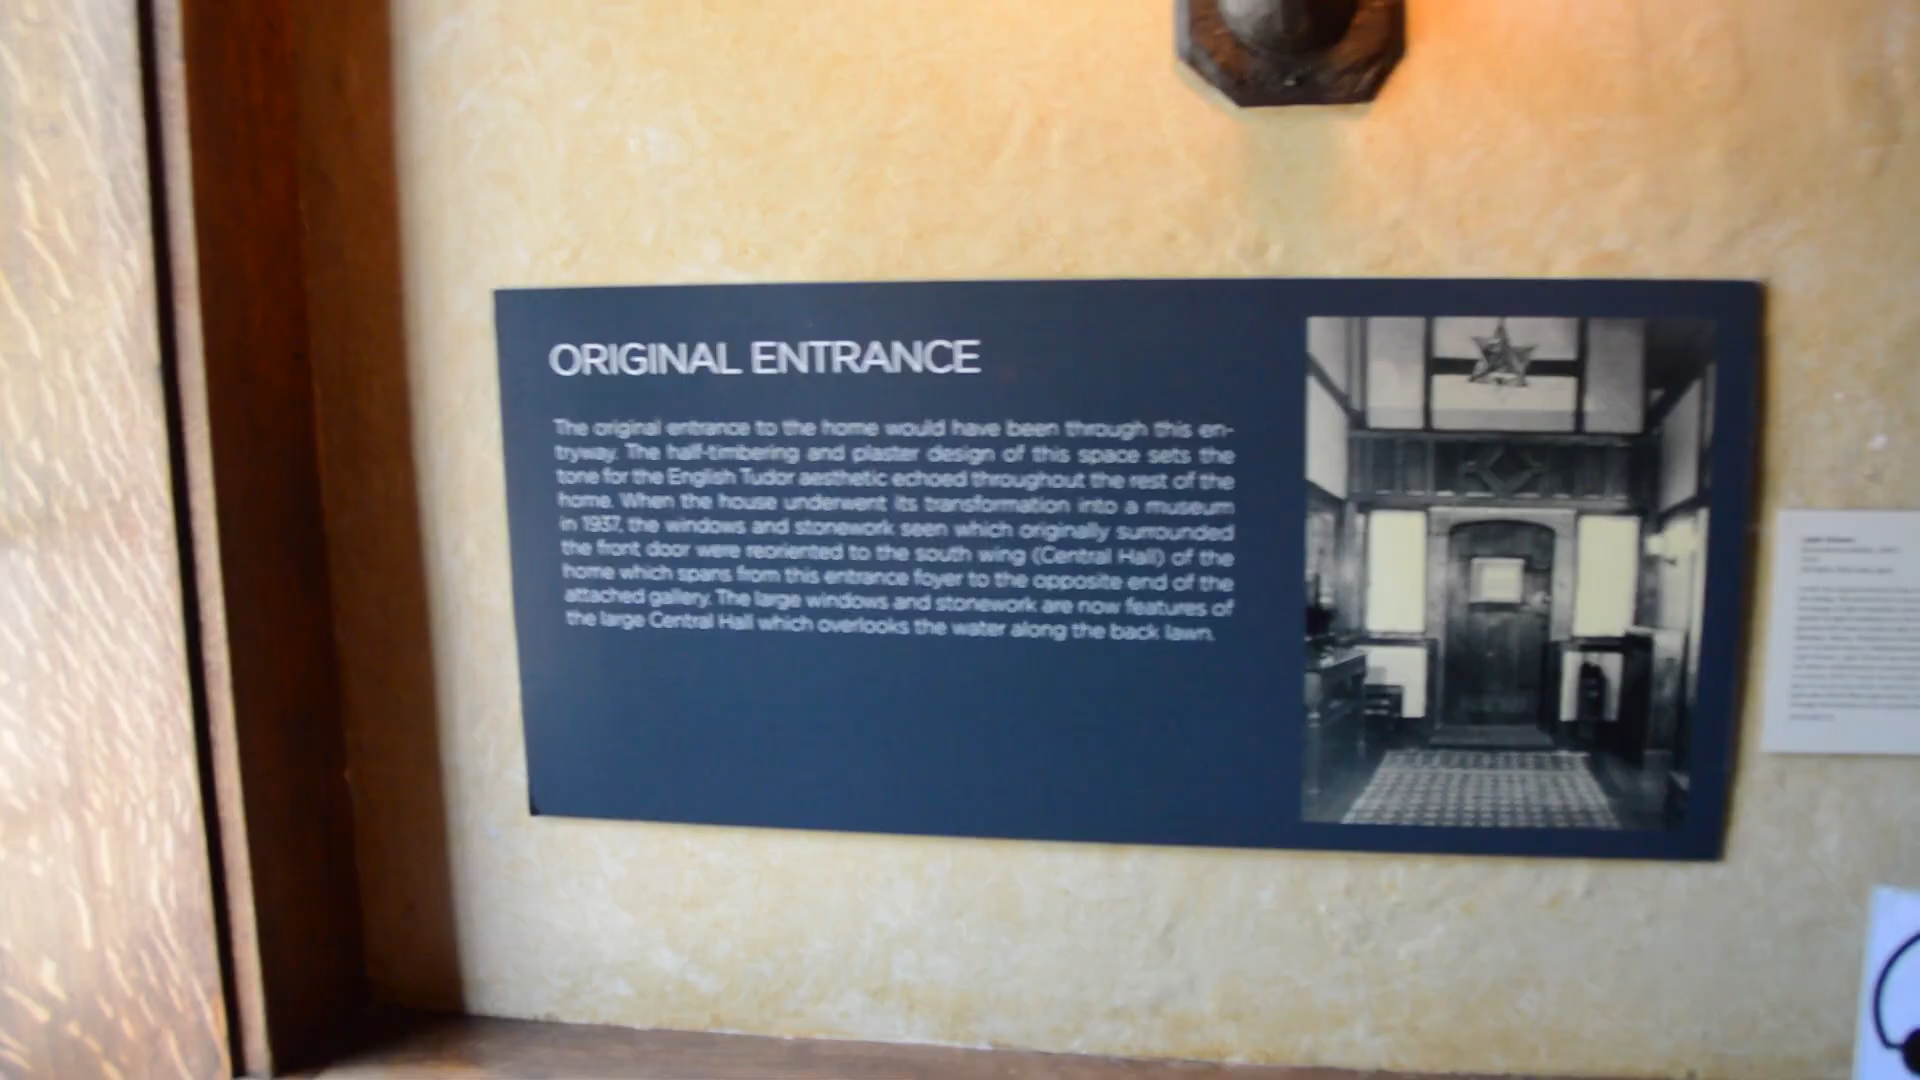 ORIGINAL ENTRANCE
The original entrance to the home would have been through this en-
tryway. The half-timbering and plaster design of this space sets the
tone for the English Tudor aesthetic echoed throughout the rest of the
home. When the house underwent its transformation into a museum
in 1937, the windows and stonework seen which originally surrounded
the front door were reoriented to the south wing (Central Hall) of the
home which spans from this entrance foyer to the opposite end of the
attached gallery. The large windows and stonework are now features of
the large Central Hall which overlooks the water along the back lawn.